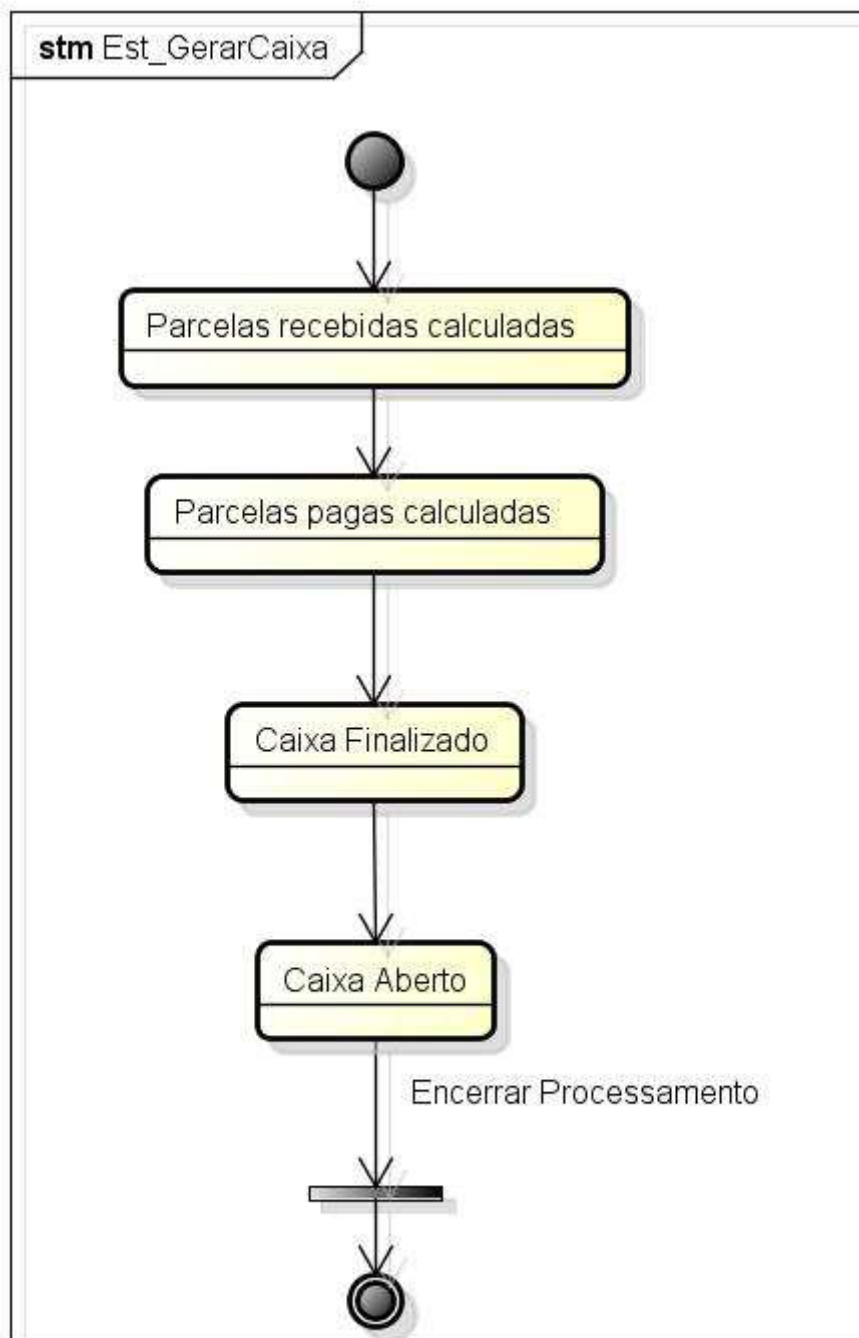 stm Est_GerarCaixa
Parcelas recebidas calculadas
Parcelas pagas calculadas
Caixa Finalizado
Caixa Aberto
Encerrar Processamento